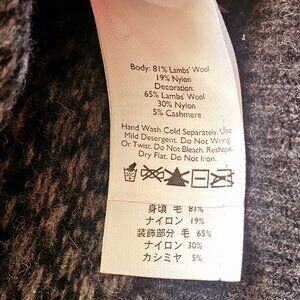 Body: 81% Lambs' Wool
19% Nylon
Decoration:
65% Lambs' Wool
30% Nylon
5% Cashmere
Hand Wash Cold Separately. Use
Mild Detergent. Do Not Wring
Or Twist. Do Not Bleach. Reshape.
Dry Flat. Do Not Iron.
身頃 毛 81%
ナイロン 19%
装飾部分 毛 65%
ナイロン 30%
カシミヤ 5%